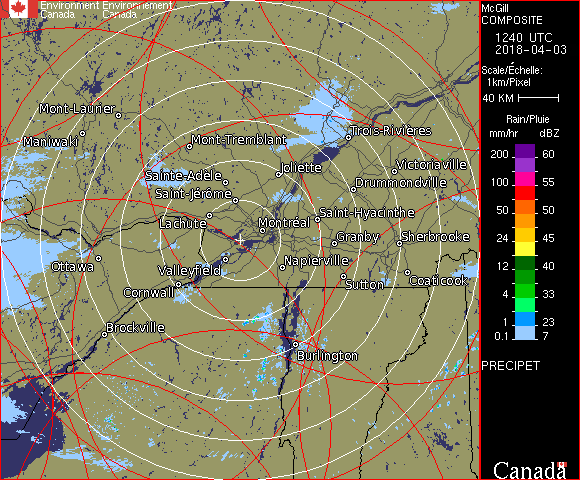 Environment Environnement
Canada Canada
McGill
COMPOSITE
1240 UTC
2018-04-03
Scale/Échelle:
1km/Pixel
40 KM
Rain/Pluie
mm/hr dBZ
200 60
100 55
50 50
24 45
12 40
4 33
1 23
0.1 7
PRECIPET
Canada
Mont-Laurier
Maniwaki
Mont-Tremblant
Trois-Rivières
Joliette
Victoriaville
Sainte-Adèle
Drummondville
Saint-Jérôme
Lachute
Saint-Hyacinthe
Montréal
Granby
Sherbrooke
Ottawa
Valleyfield
Napierville
Sutton
Coaticook
Cornwall
Brockville
Burlington